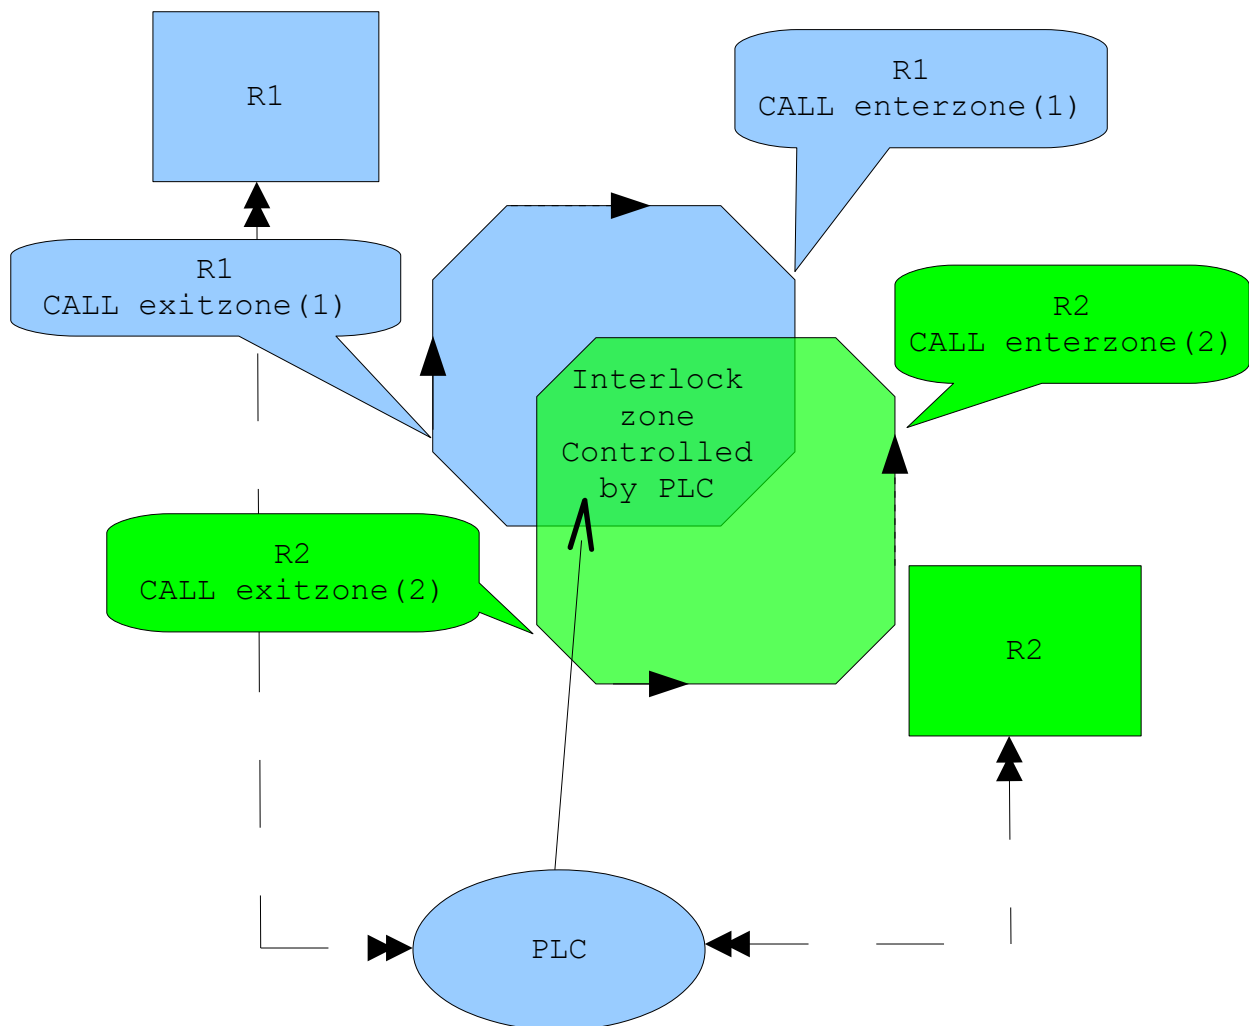 R1
R1
CALL enterzone(1)
R1
CALL exitzone(1)
R2
CALL enterzone(2)
Interlock
zone
Controlled
by PLC
R2
CALL exitzone(2)
R2
PLC